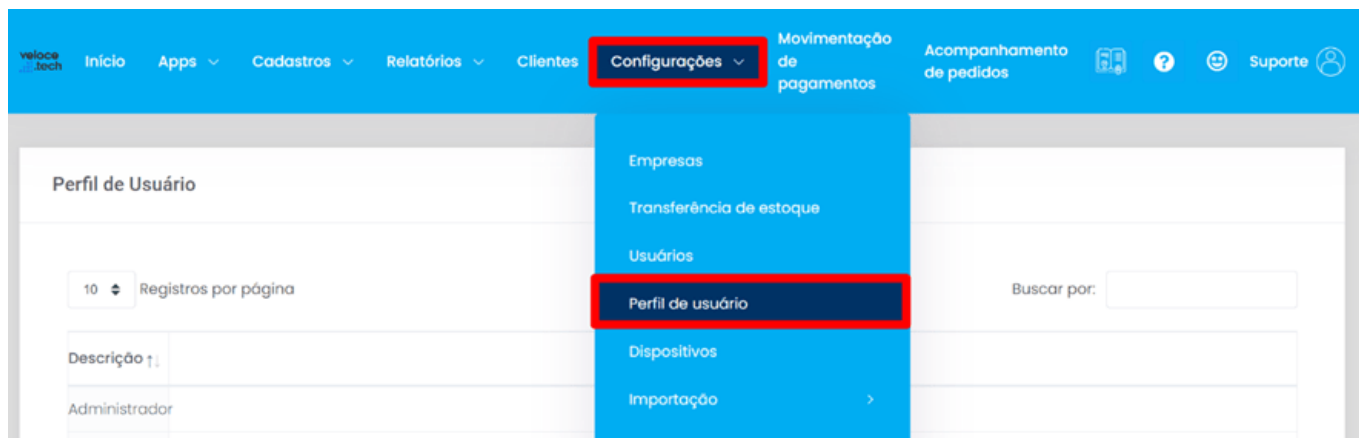 veloce
.tech
Início
Apps
Cadastros
Relatórios
Clientes
Configurações
Movimentação
de
pagamentos
Acompanhamento
de pedidos
?
Suporte
Empresas
Transferência de estoque
Usuários
Perfil de usuário
Dispositivos
Importação
Perfil de Usuário
10 Registros por página
Buscar por:
Descrição
Administrador